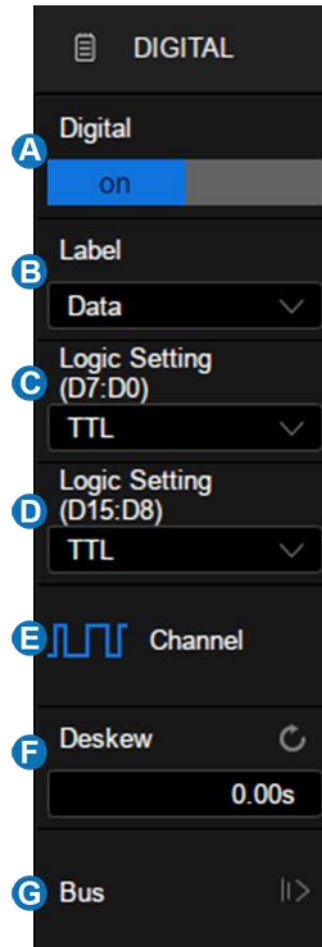 DIGITAL
A
Digital
on
B
Label
Data
C
Logic Setting
(D7:D0)
TTL
D
Logic Setting
(D15:D8)
TTL
E
Channel
F
Deskew
0.00s
G
Bus